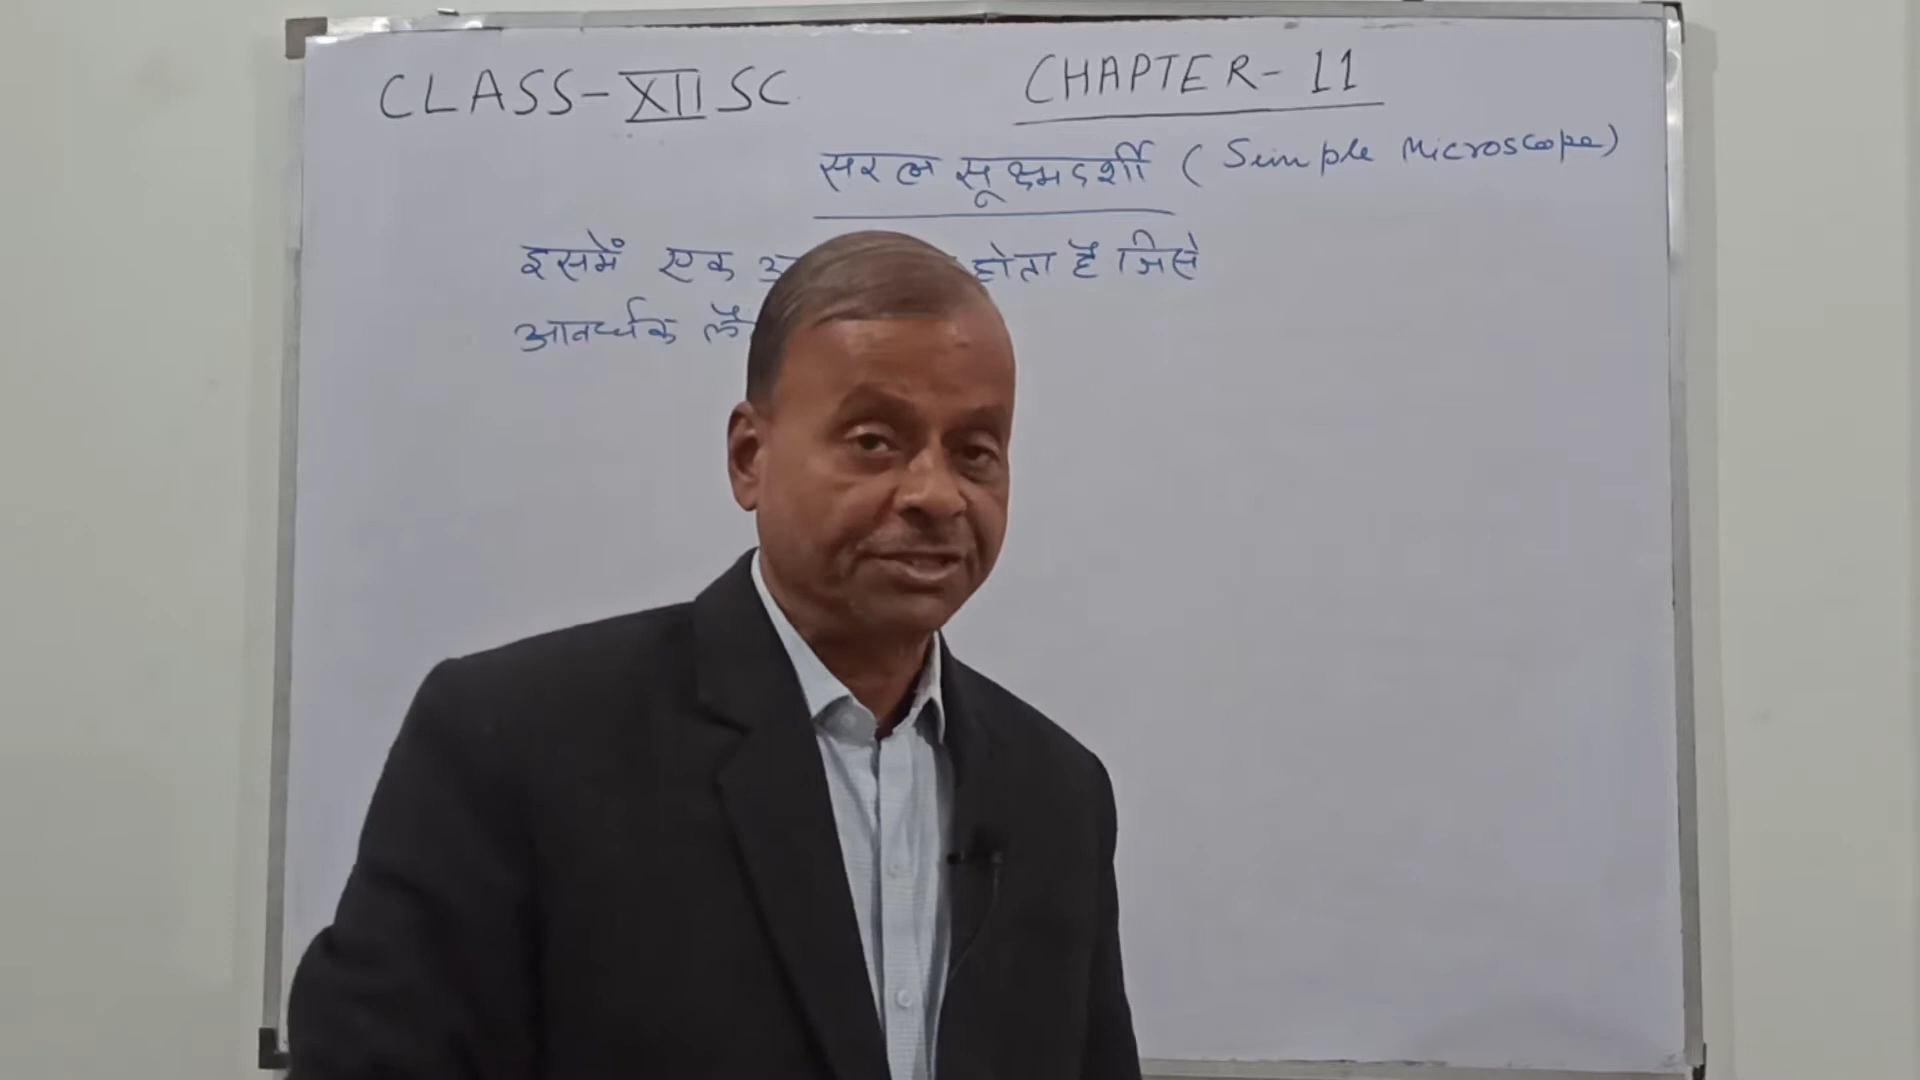 CLASS-XII SC
CHAPTER-11
सरल सूक्ष्मदर्शी (Simple Microscope)
इसमें एक होता है जिसे
आवर्धक